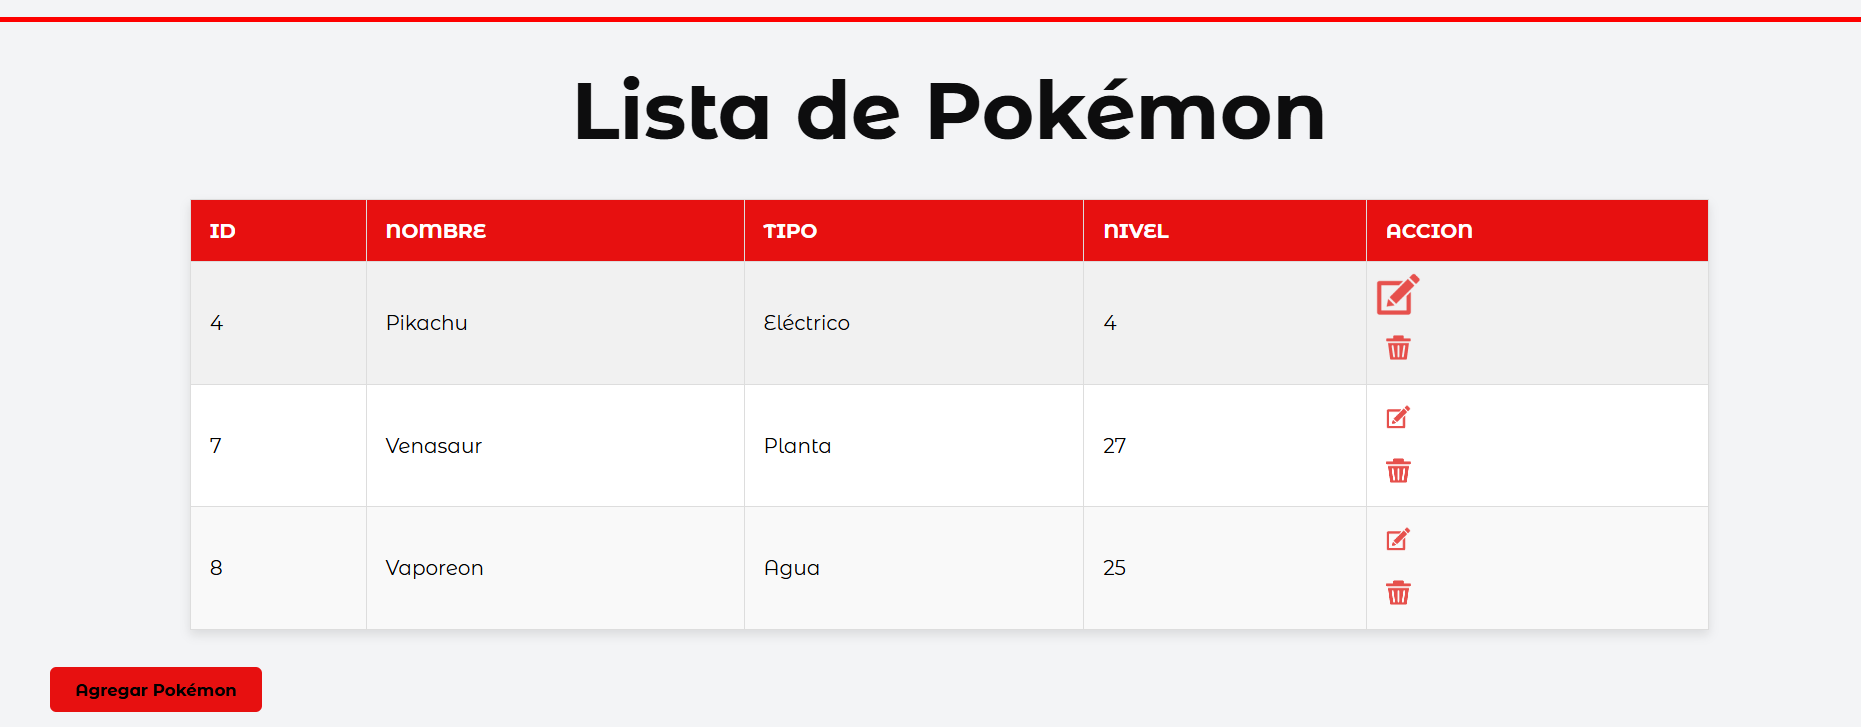 Lista de Pokémon
ID NOMBRE TIPO NIVEL ACCION
4 Pikachu Eléctrico 4
7 Venasaur Planta 27
8 Vaporeon Agua 25
Agregar Pokémon